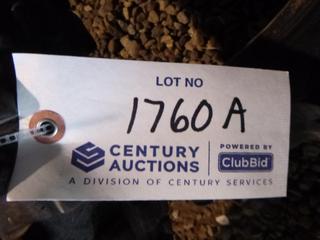 LOT NO
1760 A
CENTURY AUCTIONS
POWERED BY ClubBid
A DIVISION OF CENTURY SERVICES